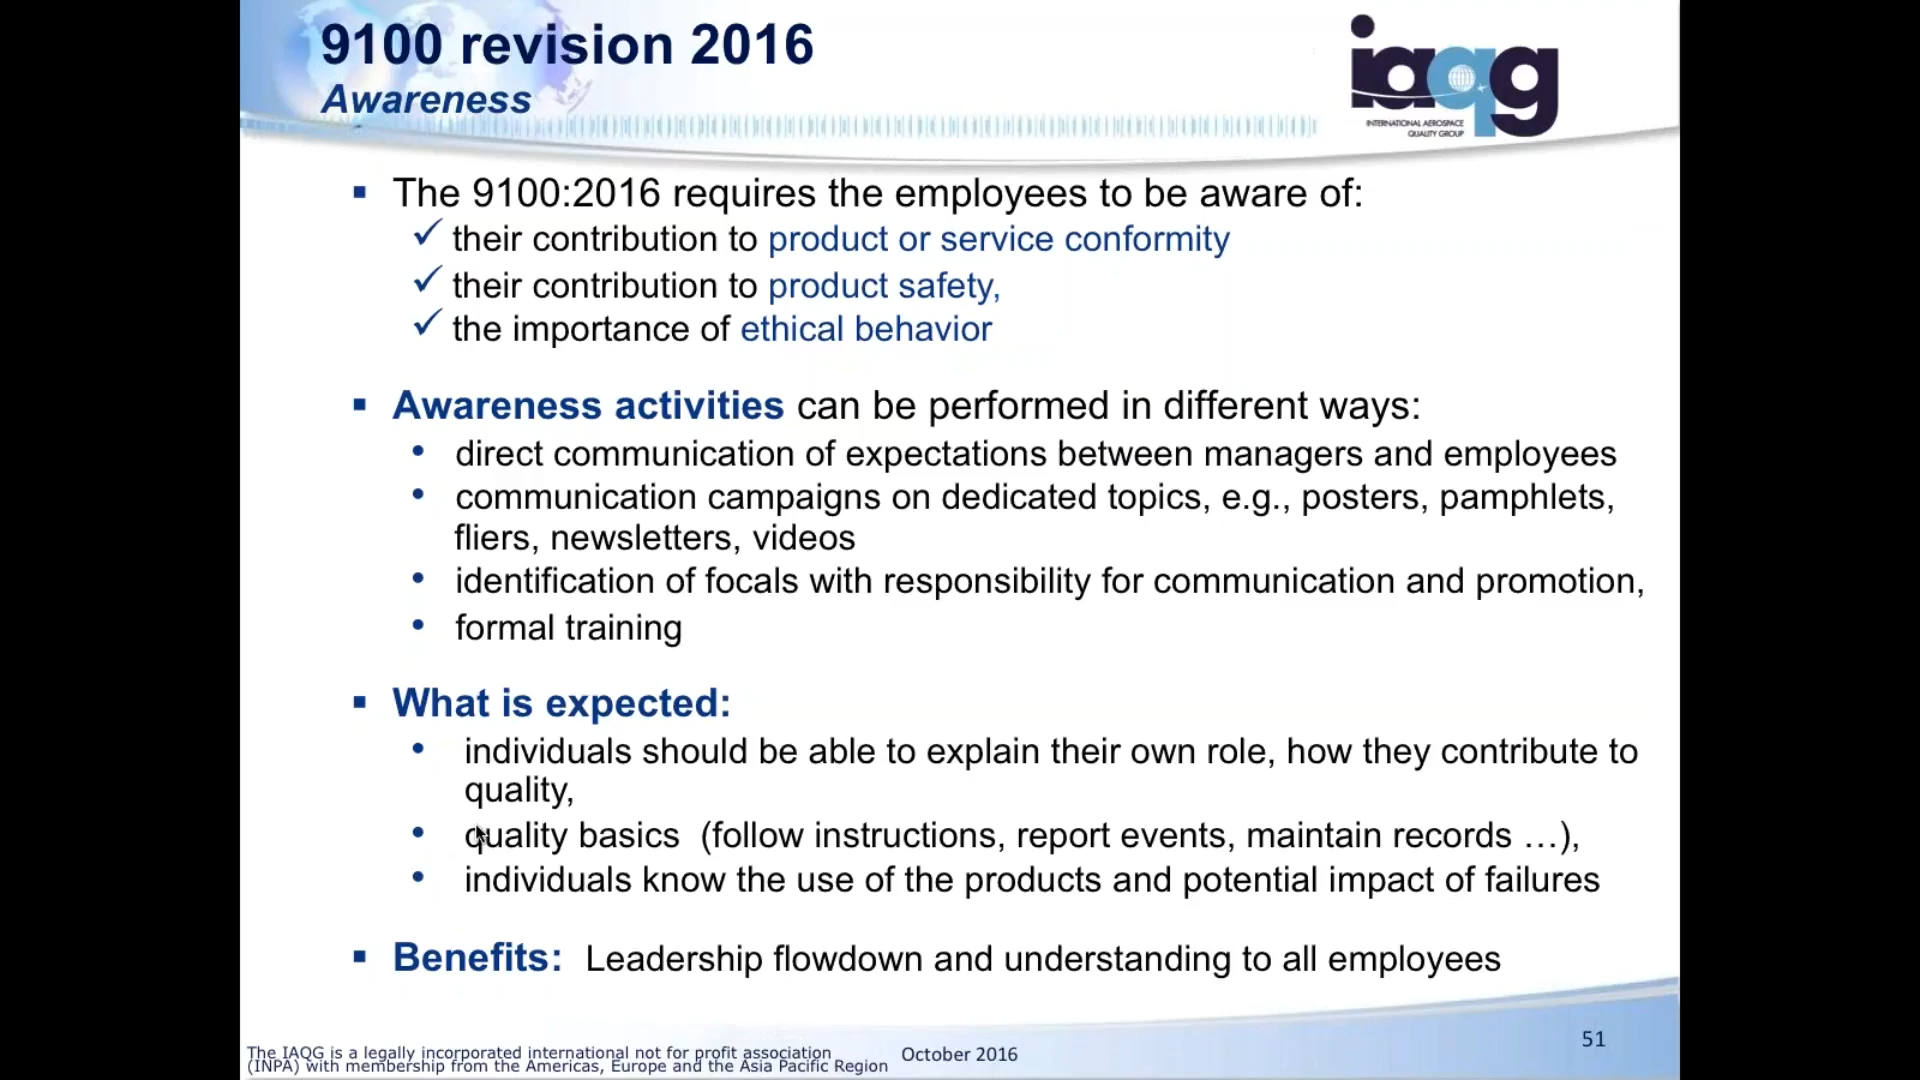 9100 revision 2016
Awareness
iaqg
INTERNATIONAL AEROSPACE
QUALITY GROUP
The 9100:2016 requires the employees to be aware of:
their contribution to product or service conformity
their contribution to product safety,
the importance of ethical behavior
Awareness activities can be performed in different ways:
direct communication of expectations between managers and employees
communication campaigns on dedicated topics, e.g., posters, pamphlets,
fliers, newsletters, videos
identification of focals with responsibility for communication and promotion,
formal training
What is expected:
individuals should be able to explain their own role, how they contribute to
quality,
quality basics (follow instructions, report events, maintain records …),
individuals know the use of the products and potential impact of failures
Benefits: Leadership flowdown and understanding to all employees
The IAQG is a legally incorporated international not for profit association
(INPA) with membership from the Americas, Europe and the Asia Pacific Region
October 2016
51